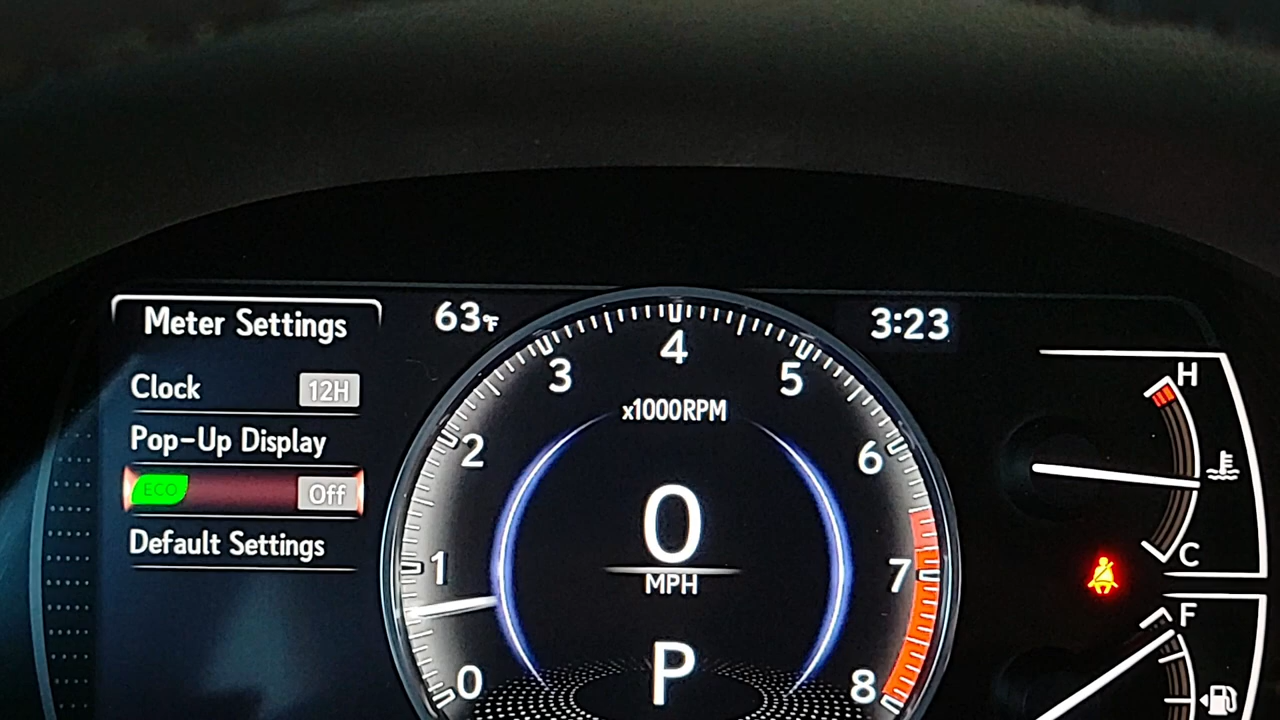 Meter Settings
63°F
3:23
Clock 12H
Pop-Up Display
ECO Off
Default Settings
0
1
2
3
4
5
6
7
8
x1000RPM
0
MPH
P
H
C
F